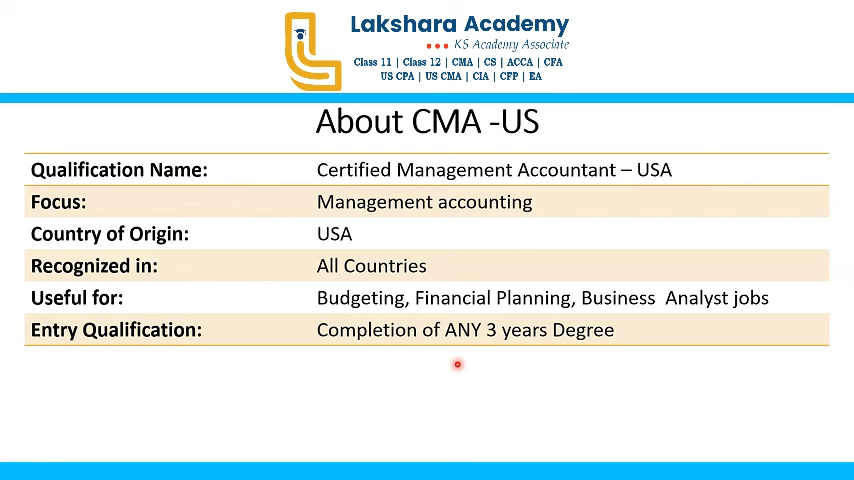 Lakshara Academy
KS Academy Associate
Class 11 | Class 12 | CMA | CS | ACCA | CFA
US CPA | US CMA | CIA | CFP | EA
About CMA -US
Qualification Name: Certified Management Accountant – USA
Focus: Management accounting
Country of Origin: USA
Recognized in: All Countries
Useful for: Budgeting, Financial Planning, Business Analyst jobs
Entry Qualification: Completion of ANY 3 years Degree